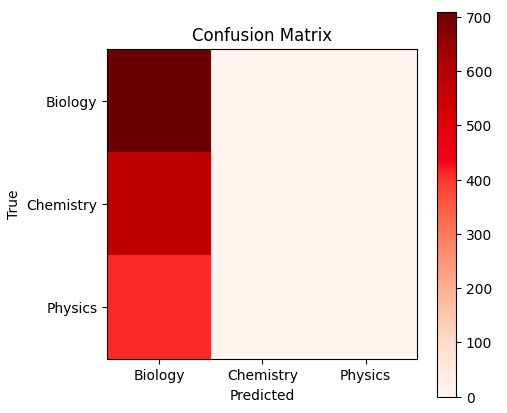 Confusion Matrix
Biology
Chemistry
Physics
True
Biology Chemistry Physics
Predicted
700
600
500
400
300
200
100
0